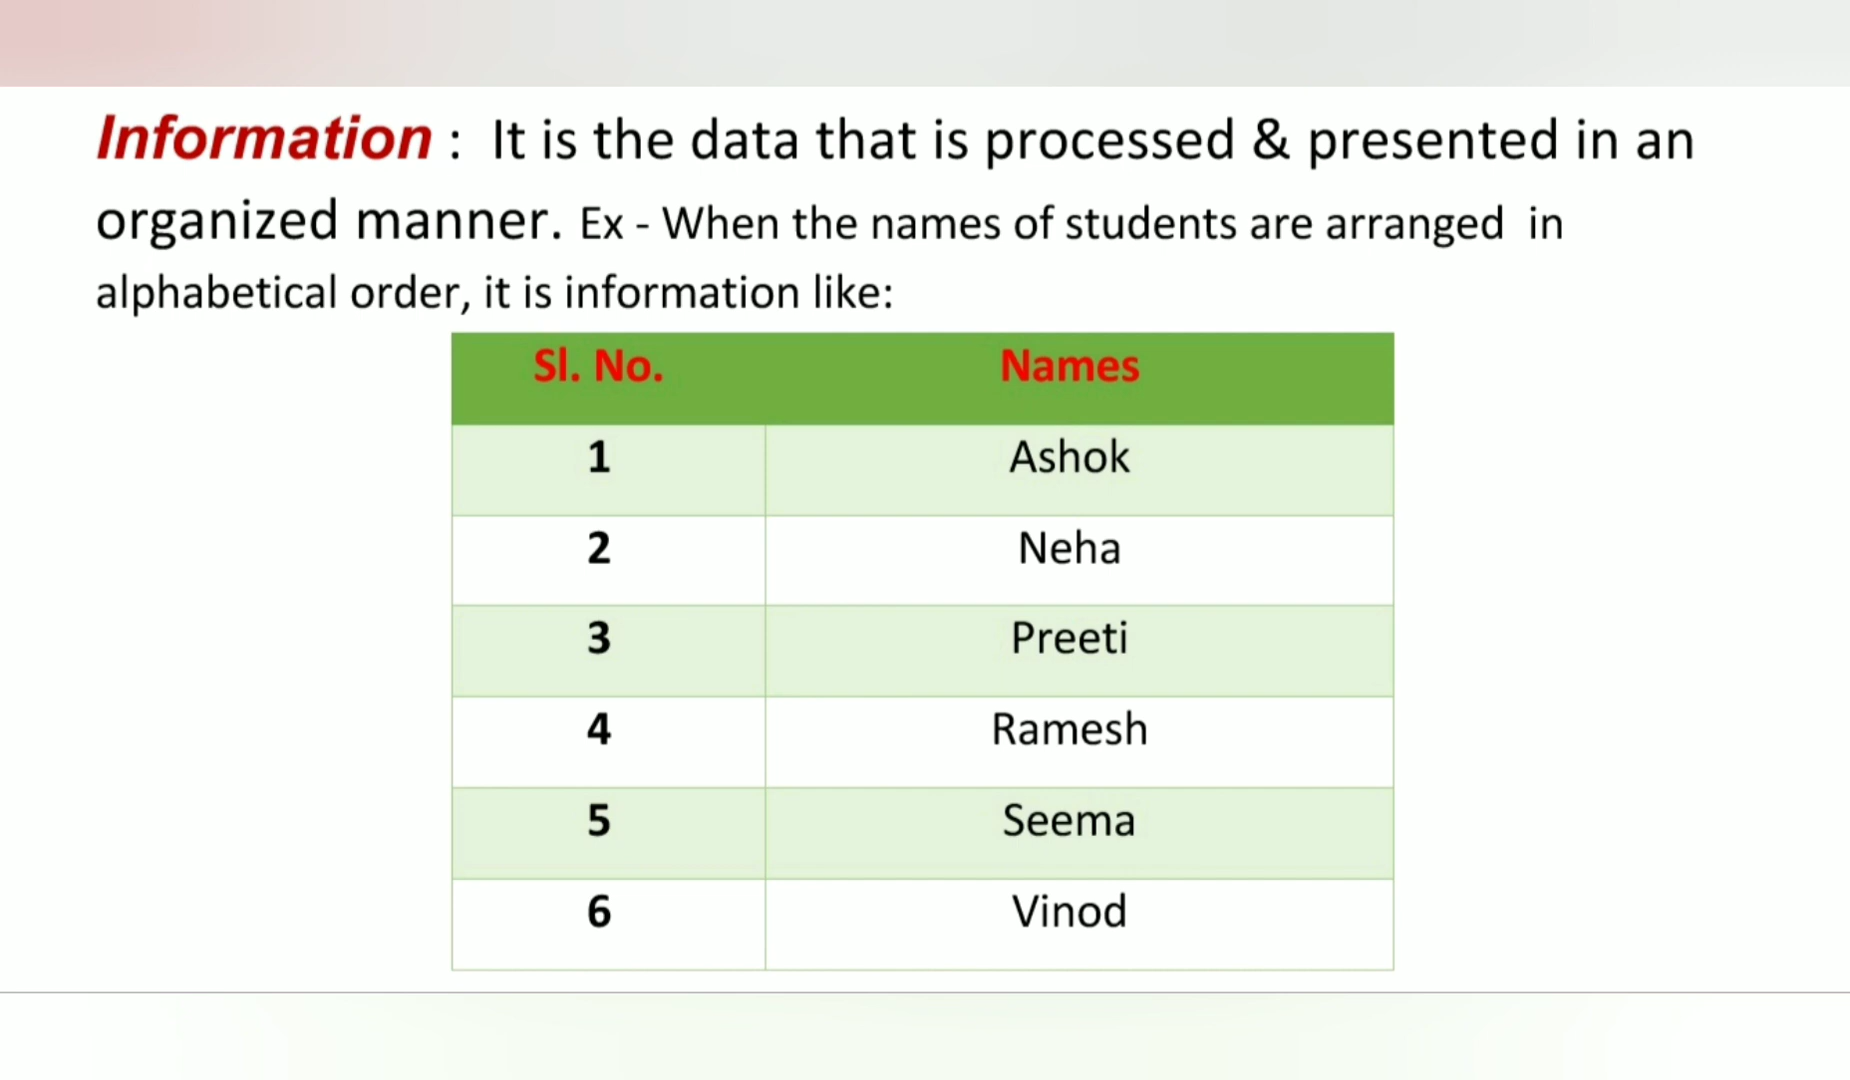 Information : It is the data that is processed & presented in an
organized manner. Ex - When the names of students are arranged in
alphabetical order, it is information like:
Sl. No. Names
1 Ashok
2 Neha
3 Preeti
4 Ramesh
5 Seema
6 Vinod